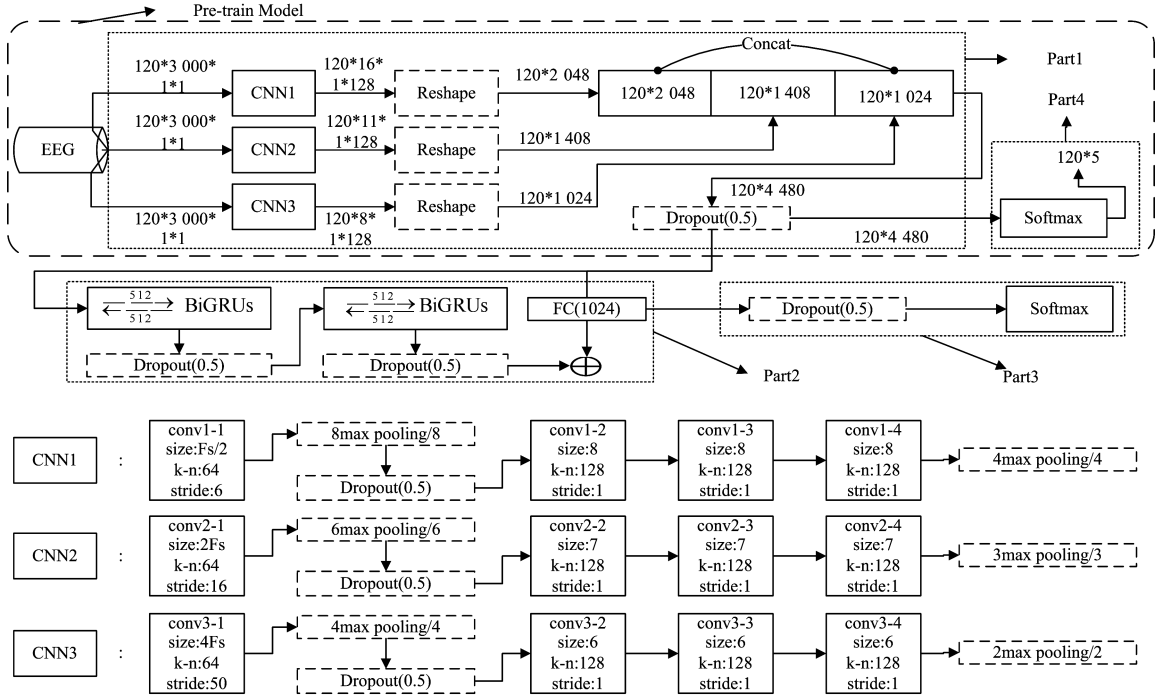 Pre-train Model
Concat
Part1
120*3 000*
1*1
CNN1
120*16*
1*128
Reshape
120*2 048
120*2 048
120*1 408
120*1 024
Part4
EEG
120*3 000*
1*1
CNN2
120*11*
1*128
Reshape
120*1 408
120*5
120*3 000*
1*1
CNN3
120*8*
1*128
Reshape
120*1 024
120*4 480
Dropout(0.5)
120*4 480
Softmax
512
512
BiGRUs
512
512
BiGRUs
FC(1024)
Dropout(0.5)
Softmax
Dropout(0.5)
Dropout(0.5)
Part2
Part3
CNN1
:
conv1-1
size:Fs/2
k-n:64
stride:6
8max pooling/8
Dropout(0.5)
conv1-2
size:8
k-n:128
stride:1
conv1-3
size:8
k-n:128
stride:1
conv1-4
size:8
k-n:128
stride:1
4max pooling/4
CNN2
:
conv2-1
size:2Fs
k-n:64
stride:16
6max pooling/6
Dropout(0.5)
conv2-2
size:7
k-n:128
stride:1
conv2-3
size:7
k-n:128
stride:1
conv2-4
size:7
k-n:128
stride:1
3max pooling/3
CNN3
:
conv3-1
size:4Fs
k-n:64
stride:50
4max pooling/4
Dropout(0.5)
conv3-2
size:6
k-n:128
stride:1
conv3-3
size:6
k-n:128
stride:1
conv3-4
size:6
k-n:128
stride:1
2max pooling/2